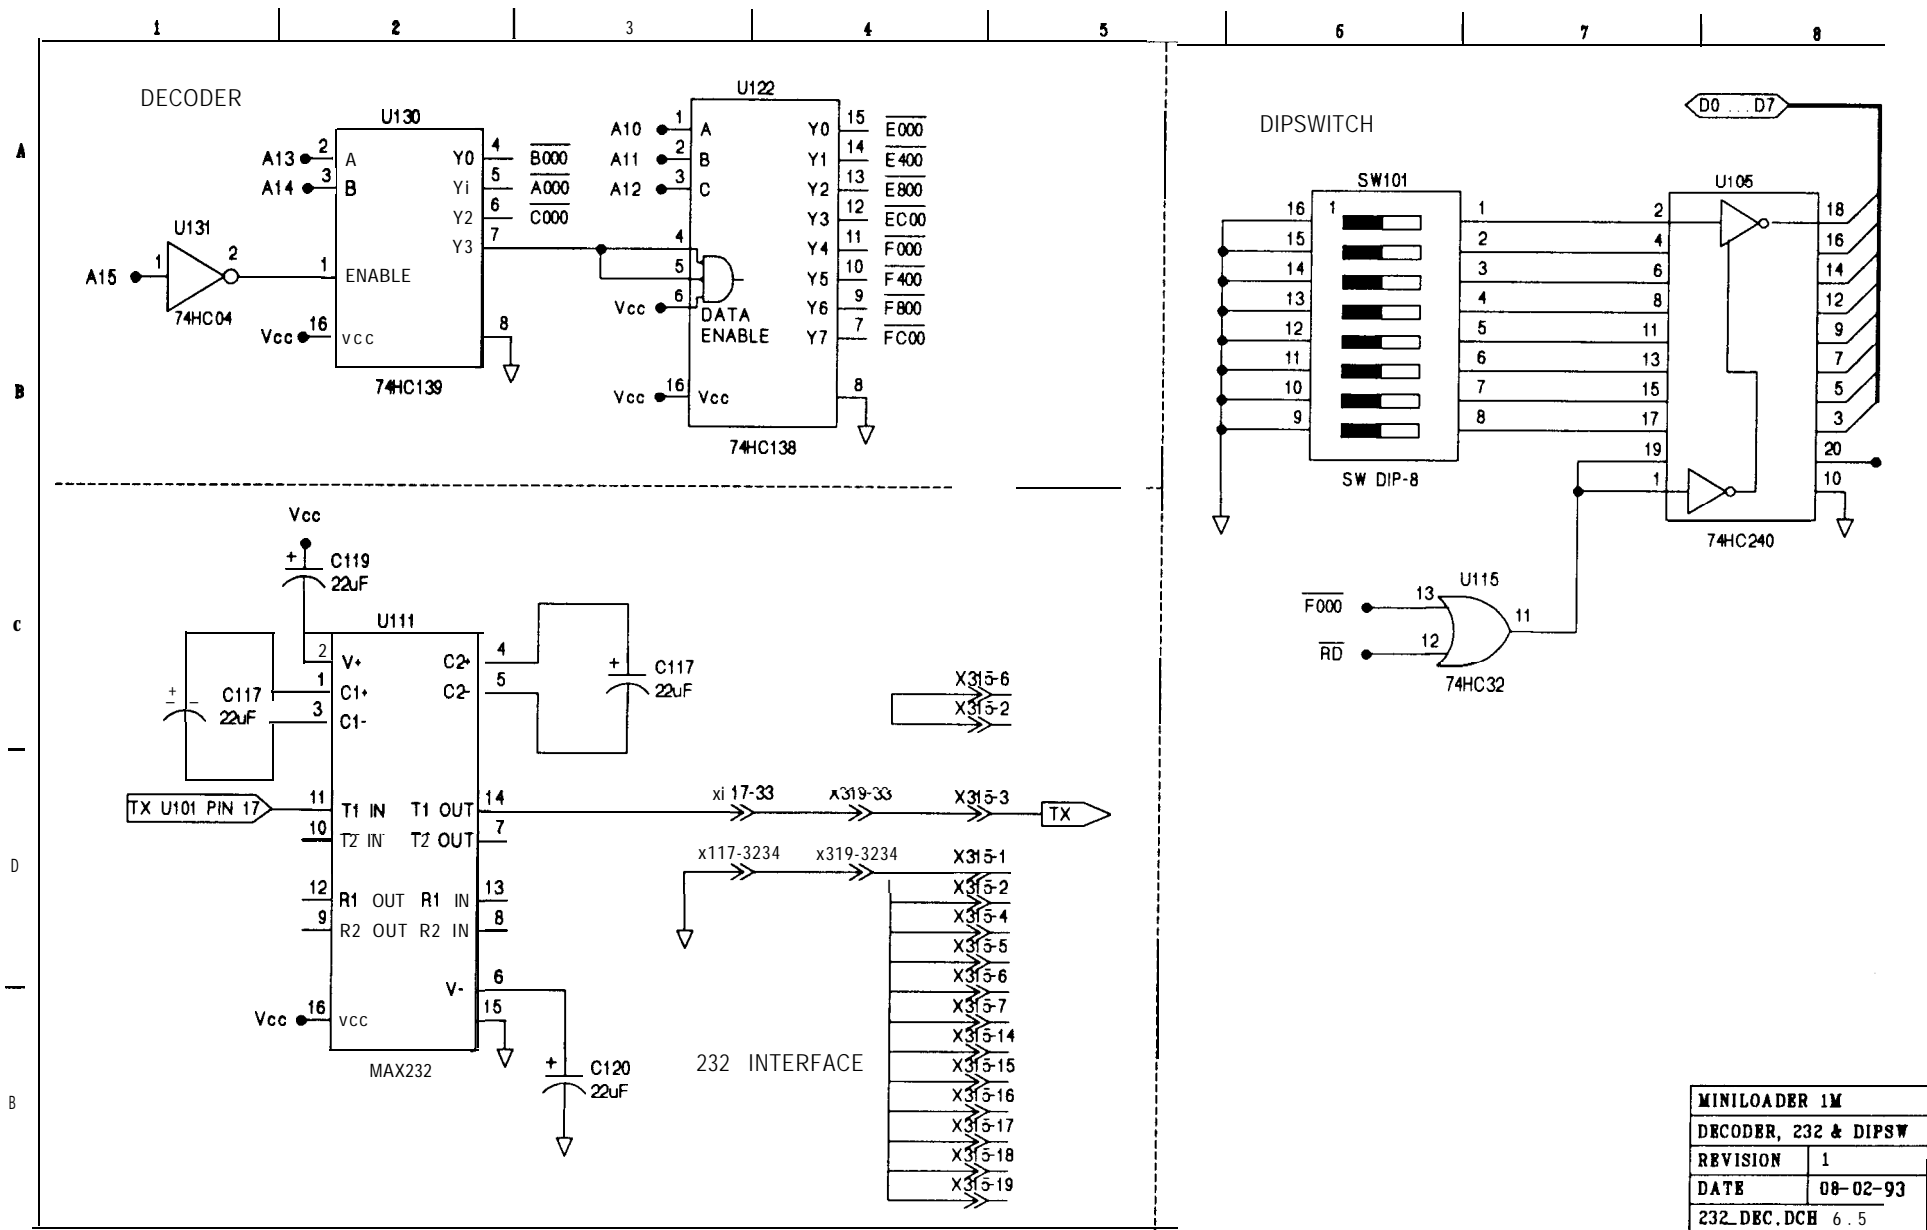 1 2 3 4 5 6 7 8
A
B
C
D
B
DECODER
U131
A15
1
2
74HC04
U130
A13
2
A
A14
3
B
1
ENABLE
Vcc
16
vcc
Y0
4
B000
Yi
5
A000
Y2
6
C000
Y3
7
8
74HC139
U122
A10
1
A
A11
2
B
A12
3
C
4
5
6
Vcc
DATA
ENABLE
Vcc
16
Vcc
Y0
15
E000
Y1
14
E400
Y2
13
E800
Y3
12
EC00
Y4
11
F000
Y5
10
F400
Y6
9
F800
Y7
7
FC00
8
74HC138
DIPSWITCH
D0 ... D7
SW101
1
16
15
14
13
12
11
10
9
1
2
3
4
5
6
7
8
SW DIP-8
U105
2
4
6
8
11
13
15
17
19
1
18
16
14
12
9
7
5
3
20
10
74HC240
U115
F000
13
RD
12
11
74HC32
Vcc
+
C119
22uF
U111
2
V+
1
C1+
3
C1-
+
C117
22uF
C2+
4
C2-
5
+
C117
22uF
TX U101 PIN 17
11
T1 IN
10
T2 IN
T1 OUT
14
T2 OUT
7
12
R1 OUT
R1 IN
13
9
R2 OUT
R2 IN
8
V-
6
15
Vcc
16
vcc
MAX232
+
C120
22uF
232 INTERFACE
X315-6
X315-2
xi 17-33
x319-33
X315-3
TX
x117-3234
x319-3234
X315-1
X315-2
X315-4
X315-5
X315-6
X315-7
X315-14
X315-15
X315-16
X315-17
X315-18
X315-19
MINILOADER 1M
DECODER, 232 & DIPSW
REVISION 1
DATE 08-02-93
232_DEC.DCH 6.5